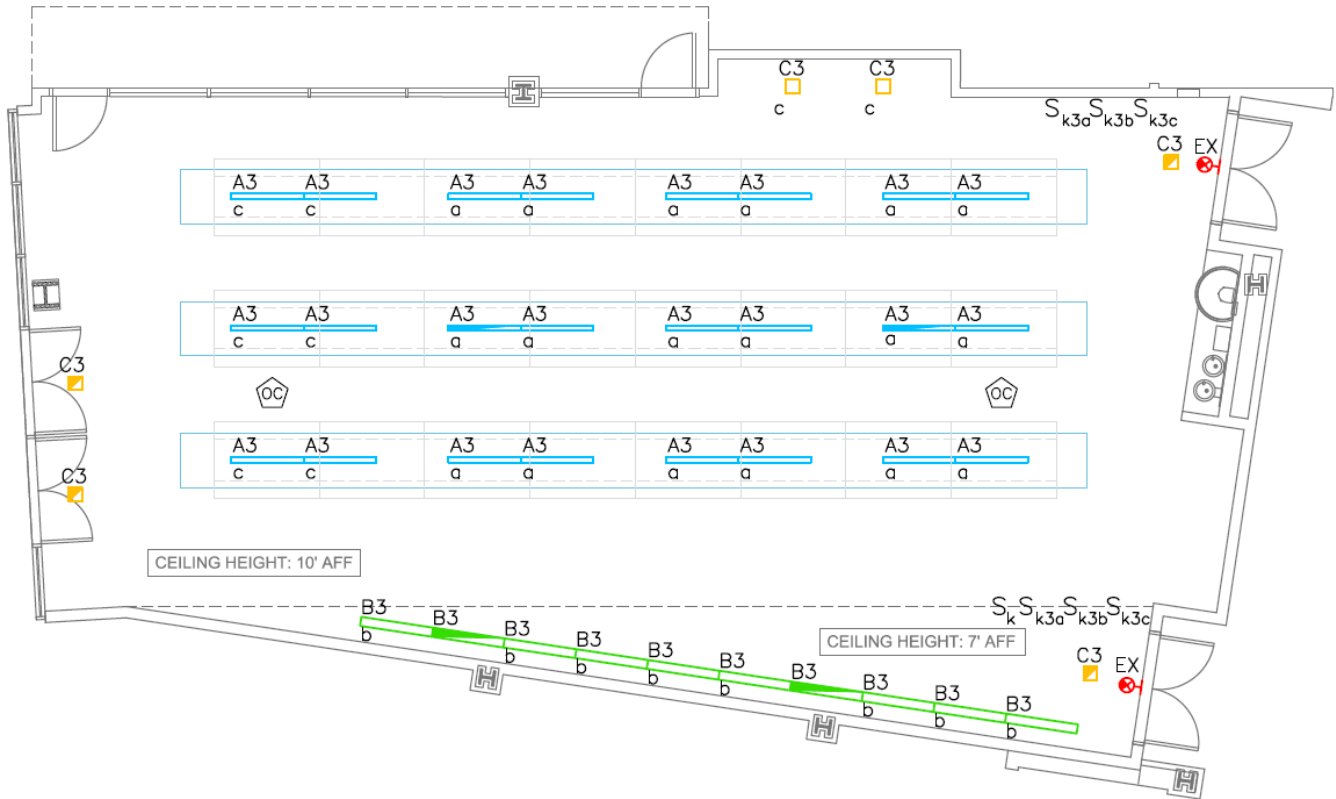 C3 C3
c c
S k3a S k3b S k3c
C3 EX
A3 A3 A3 A3 A3 A3 A3 A3
c c a a a a a a
A3 A3 A3 A3 A3 A3 A3 A3
c c a a a a a a
C3
OC OC
A3 A3 A3 A3 A3 A3 A3 A3
c c a a a a a a
C3
CEILING HEIGHT: 10' AFF
S k S k3a S k3b S k3c
B3 B3 B3 B3 B3 B3 B3 B3 B3 B3
b b b b b b b b
CEILING HEIGHT: 7' AFF
C3 EX